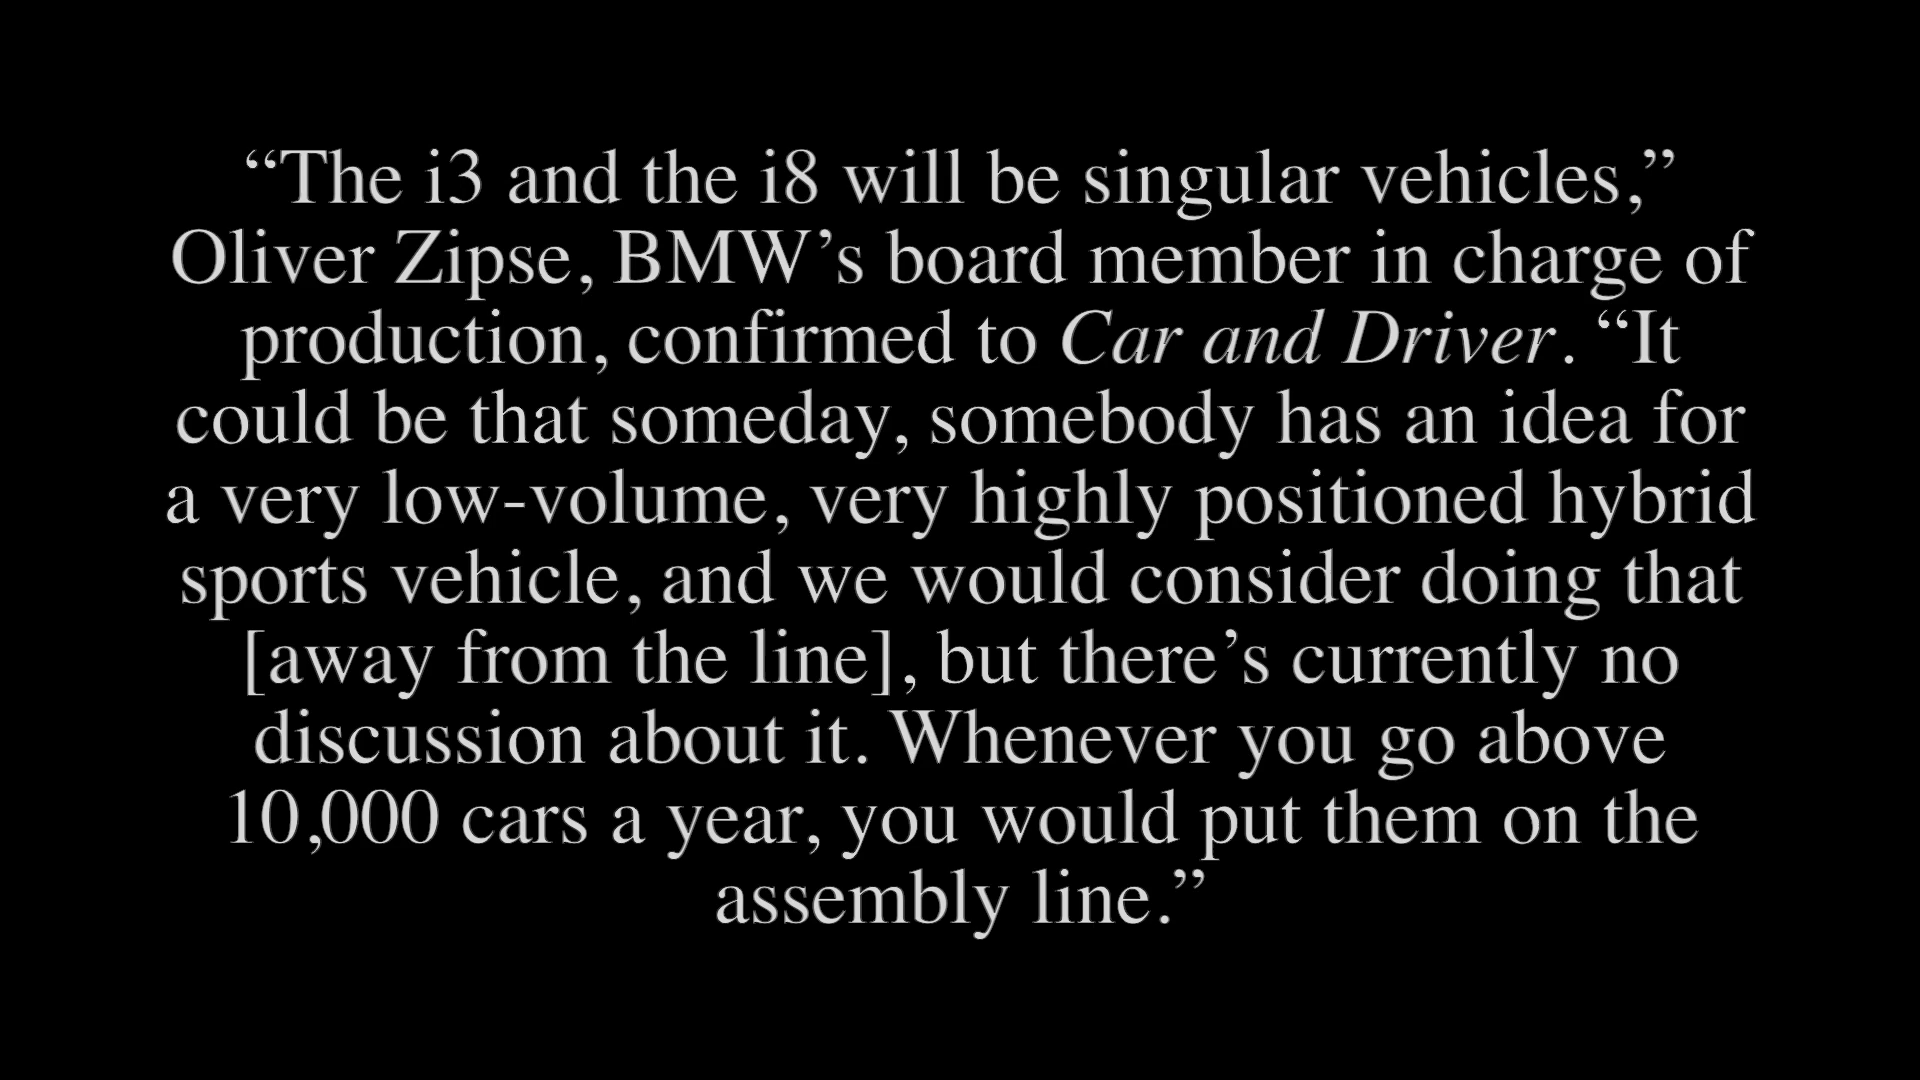 “The i3 and the i8 will be singular vehicles,”
Oliver Zipse, BMW’s board member in charge of
production, confirmed to Car and Driver. “It
could be that someday, somebody has an idea for
a very low-volume, very highly positioned hybrid
sports vehicle, and we would consider doing that
[away from the line], but there’s currently no
discussion about it. Whenever you go above
10,000 cars a year, you would put them on the
assembly line.”